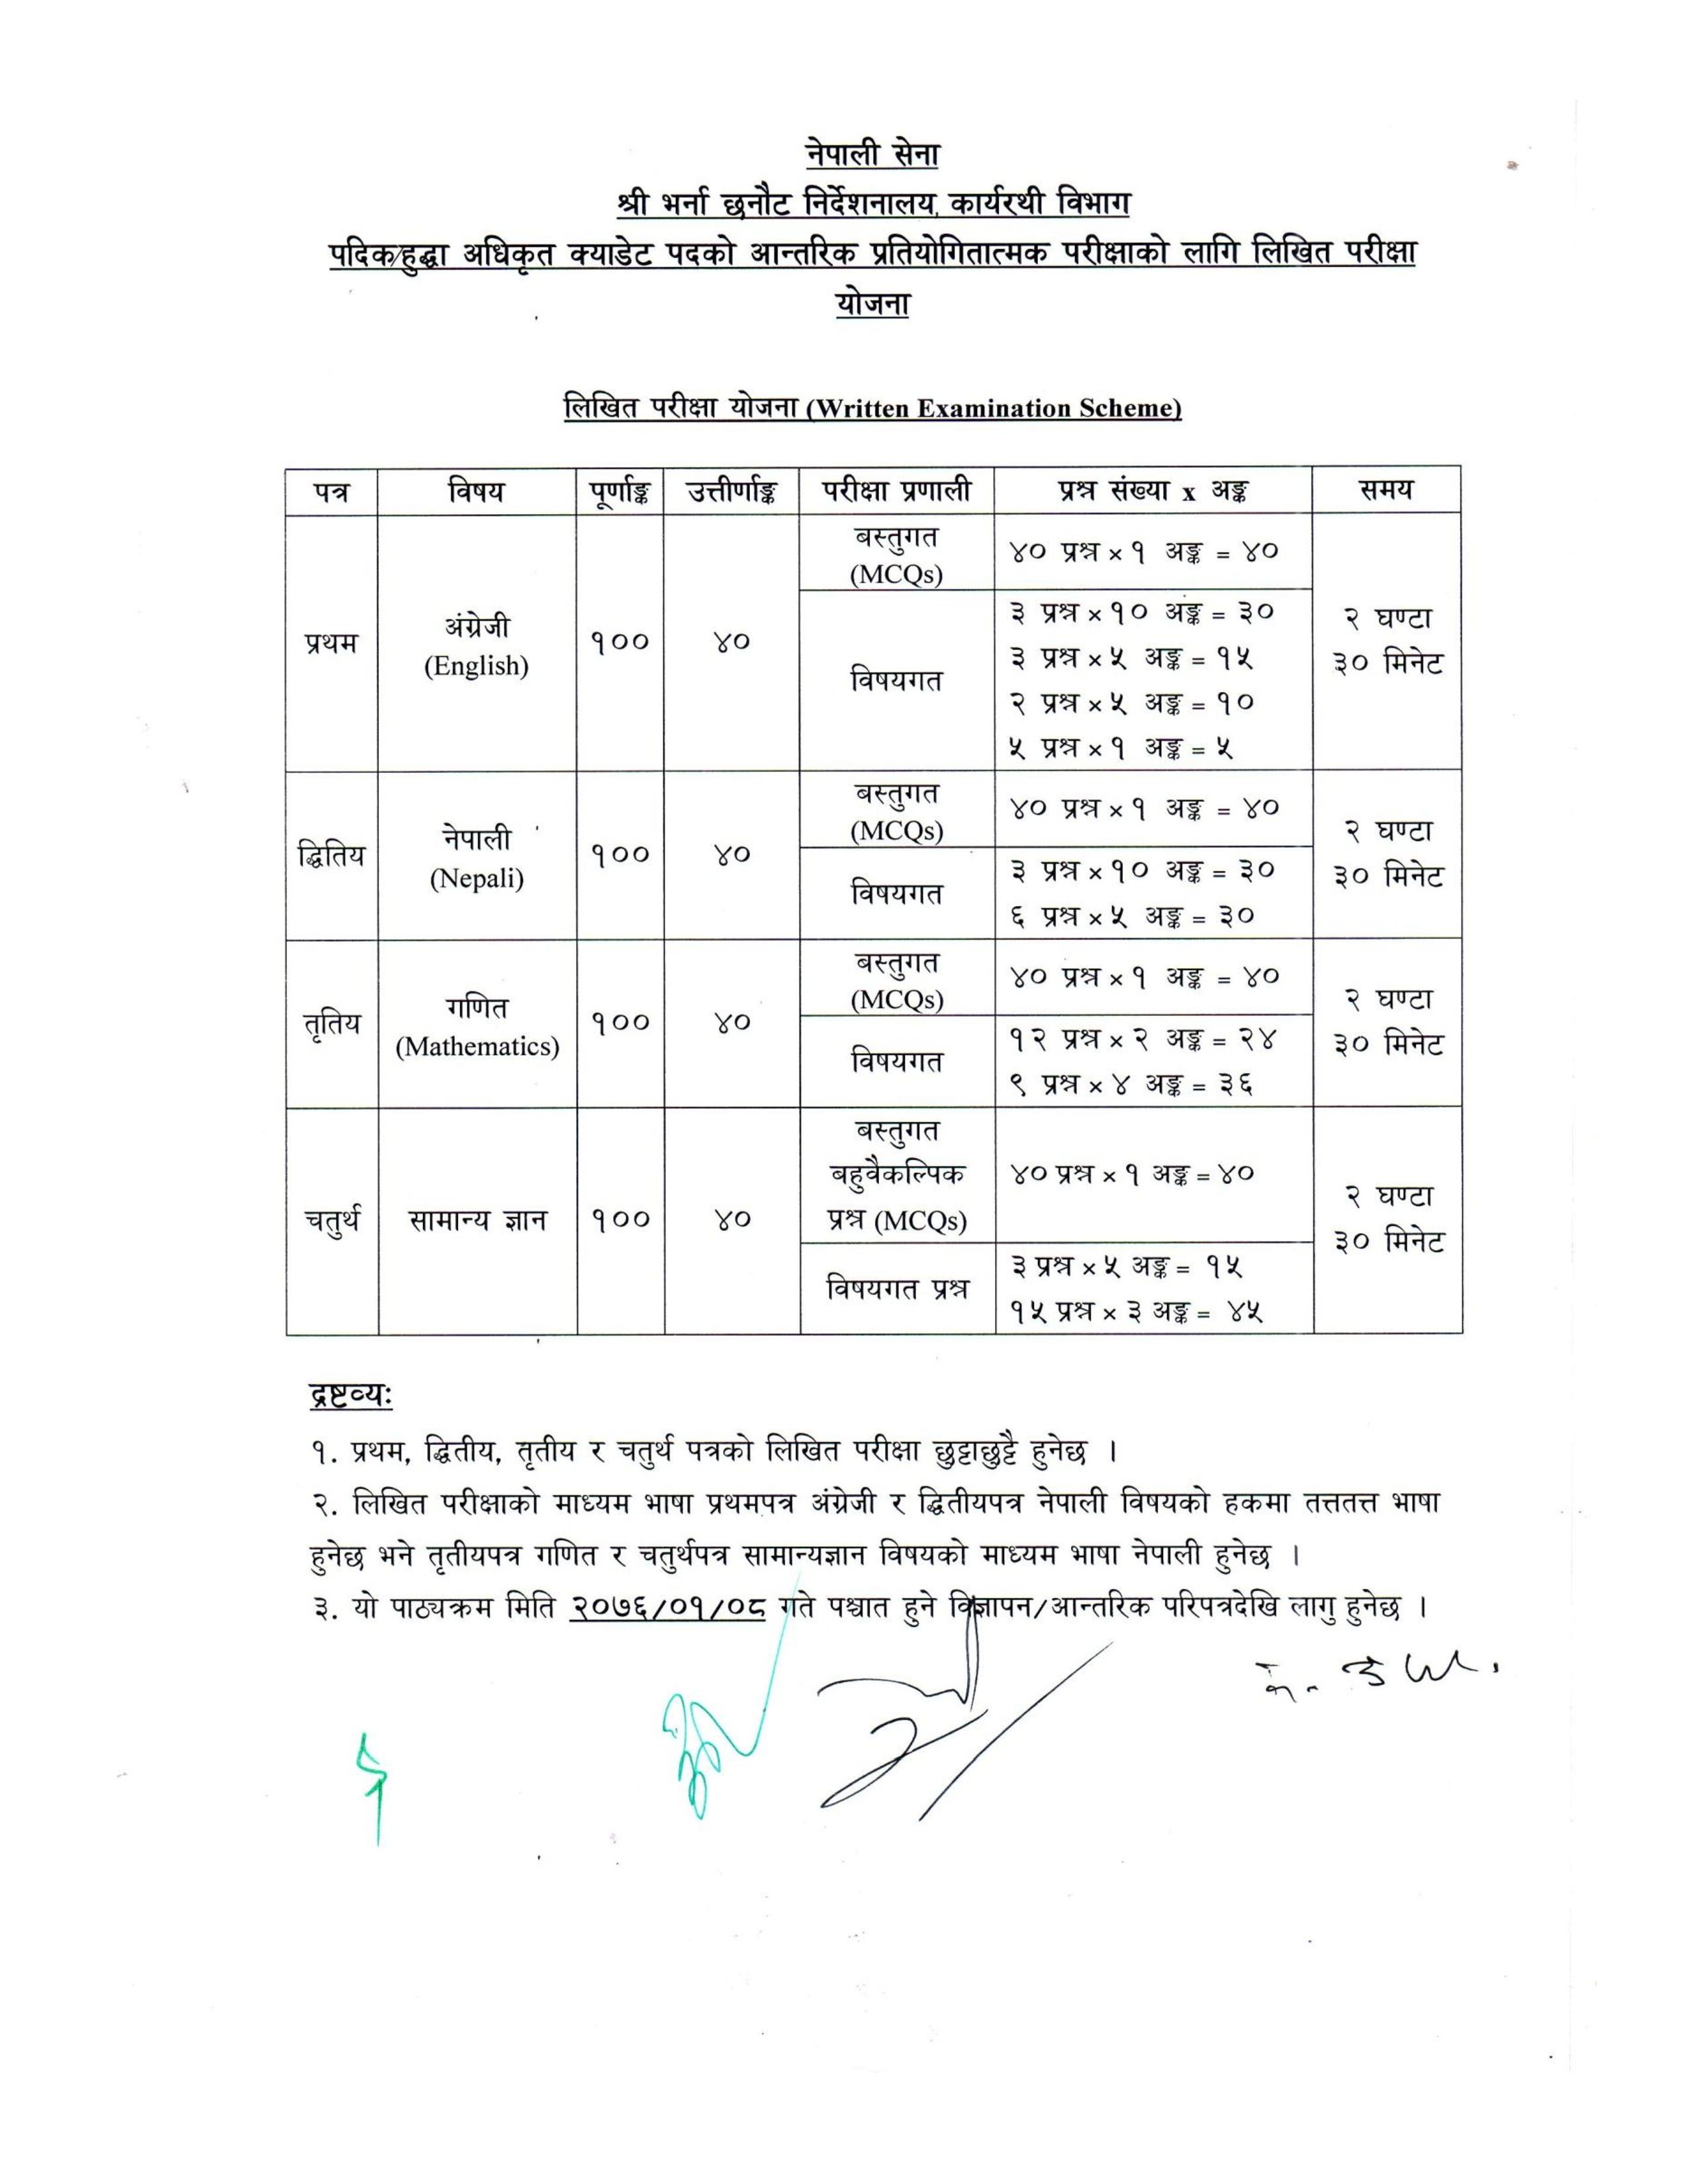 नेपाली सेना
श्री भर्ना छनौट निर्देशनालय, कार्यरथी विभाग
पदिक/हुद्धा अधिकृत क्याडेट पदको आन्तरिक प्रतियोगितात्मक परीक्षाको लागि लिखित परीक्षा
योजना
लिखित परीक्षा योजना (Written Examination Scheme)
पत्र विषय पूर्णाङ्क उत्तीर्णाङ्क परीक्षा प्रणाली प्रश्न संख्या x अङ्क समय
प्रथम अंग्रेजी (English) १०० ४० बस्तुगत (MCQs) ४० प्रश्न × १ अङ्क = ४० २ घण्टा ३० मिनेट
विषयगत ३ प्रश्न × १० अङ्क = ३०
३ प्रश्न × ५ अङ्क = १५
२ प्रश्न × ५ अङ्क = १०
५ प्रश्न × १ अङ्क = ५
द्धितिय नेपाली (Nepali) १०० ४० बस्तुगत (MCQs) ४० प्रश्न × १ अङ्क = ४० २ घण्टा ३० मिनेट
विषयगत ३ प्रश्न × १० अङ्क = ३०
६ प्रश्न × ५ अङ्क = ३०
तृतिय गणित (Mathematics) १०० ४० बस्तुगत (MCQs) ४० प्रश्न × १ अङ्क = ४० २ घण्टा ३० मिनेट
विषयगत १२ प्रश्न × २ अङ्क = २४
९ प्रश्न × ४ अङ्क = ३६
चतुर्थ सामान्य ज्ञान १०० ४० बस्तुगत बहुवैकल्पिक प्रश्न (MCQs) ४० प्रश्न × १ अङ्क = ४० २ घण्टा ३० मिनेट
विषयगत प्रश्न ३ प्रश्न × ५ अङ्क = १५
१५ प्रश्न × ३ अङ्क = ४५
द्रष्टव्यः
१. प्रथम, द्धितीय, तृतीय र चतुर्थ पत्रको लिखित परीक्षा छुट्टाछुट्टै हुनेछ ।
२. लिखित परीक्षाको माध्यम भाषा प्रथमपत्र अंग्रेजी र द्धितीयपत्र नेपाली विषयको हकमा तत्ततत्त भाषा
हुनेछ भने तृतीयपत्र गणित र चतुर्थपत्र सामान्यज्ञान विषयको माध्यम भाषा नेपाली हुनेछ ।
३. यो पाठ्यक्रम मिति २०७६/०१/०८ गते पश्चात हुने विज्ञापन/आन्तरिक परिपत्रदेखि लागु हुनेछ ।